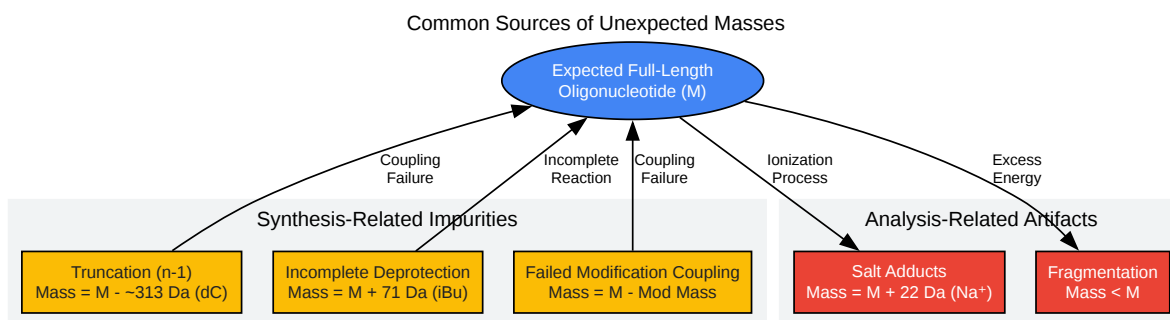 Common Sources of Unexpected Masses
Expected Full-Length
Oligonucleotide (M)
Coupling
Failure
Incomplete
Reaction
Coupling
Failure
Ionization
Process
Excess
Energy
Synthesis-Related Impurities
Analysis-Related Artifacts
Truncation (n-1)
Mass = M - ~313 Da (dC)
Incomplete Deprotection
Mass = M + 71 Da (iBu)
Failed Modification Coupling
Mass = M - Mod Mass
Salt Adducts
Mass = M + 22 Da (Na⁺)
Fragmentation
Mass < M